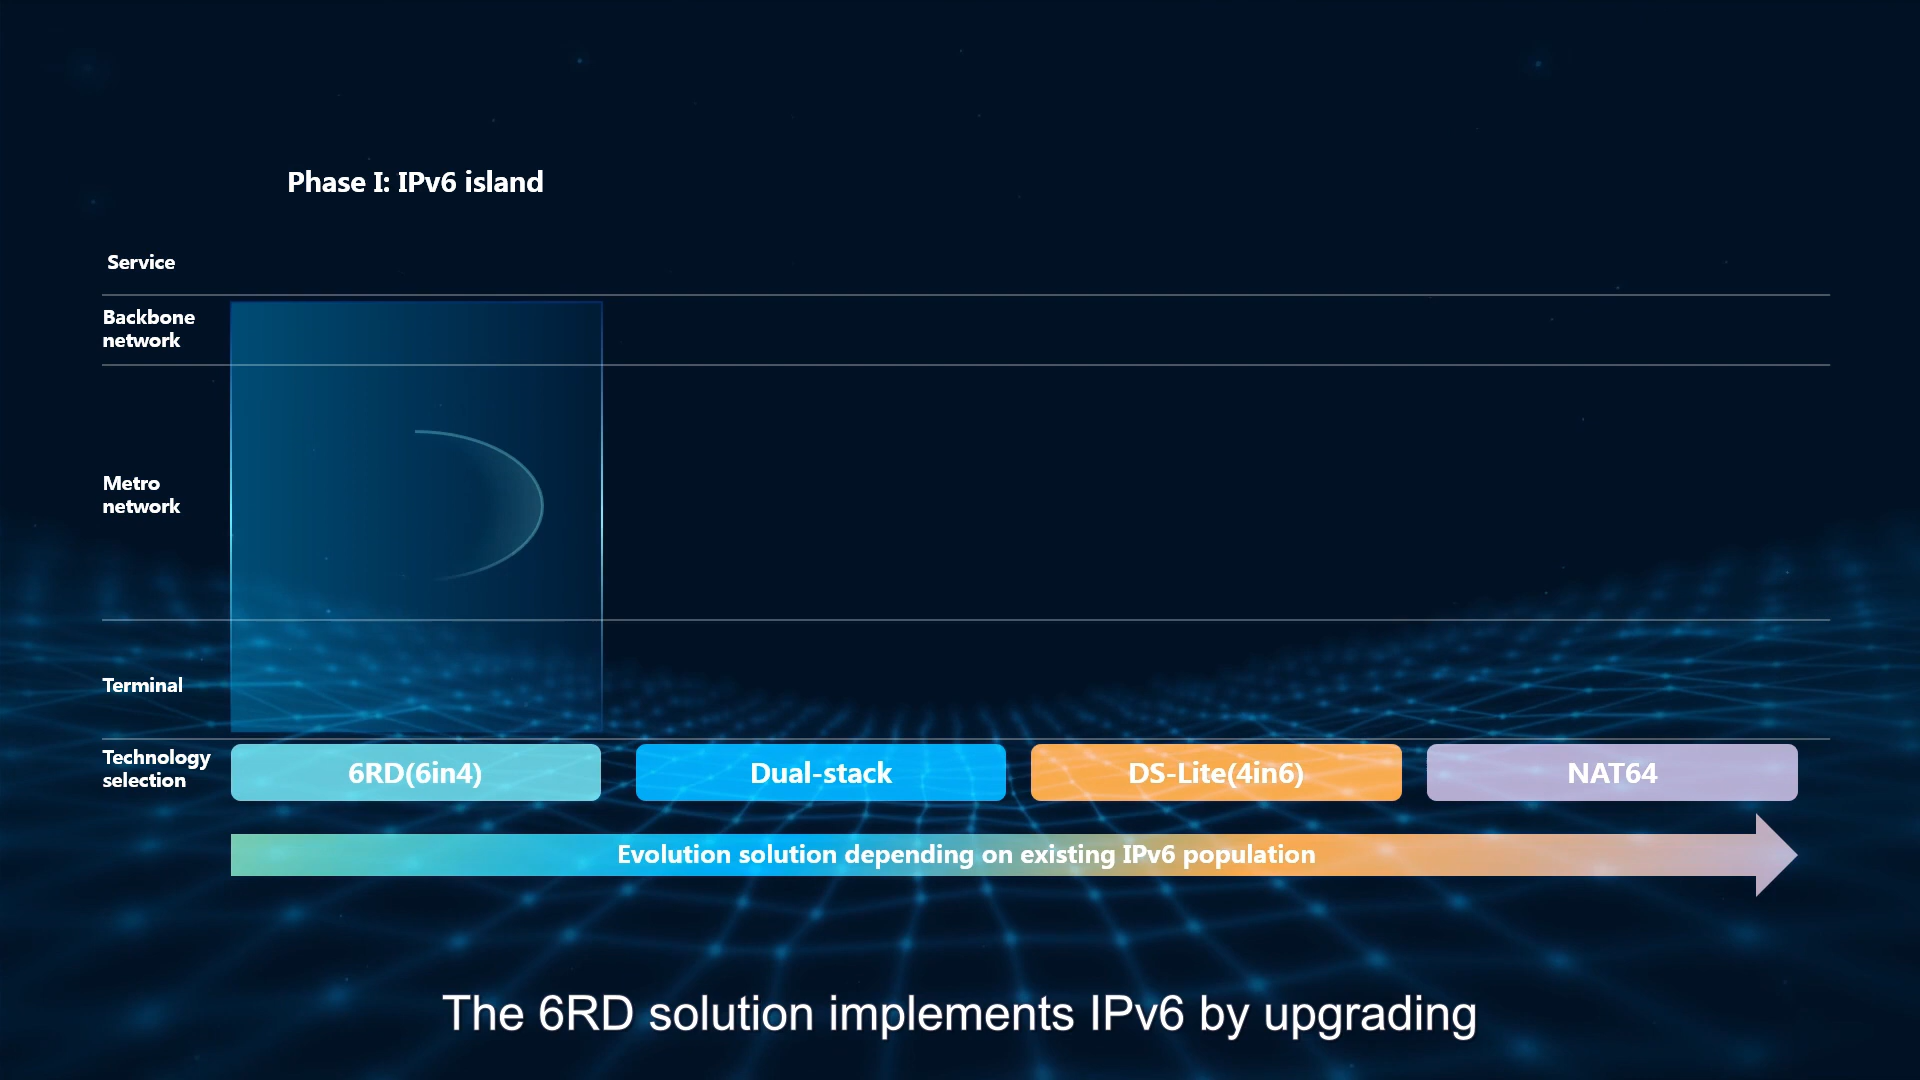 Phase I: IPv6 island
Service
Backbone
network
Metro
network
Terminal
Technology
selection
6RD(6in4)
Dual-stack
DS-Lite(4in6)
NAT64
Evolution solution depending on existing IPv6 population
The 6RD solution implements IPv6 by upgrading